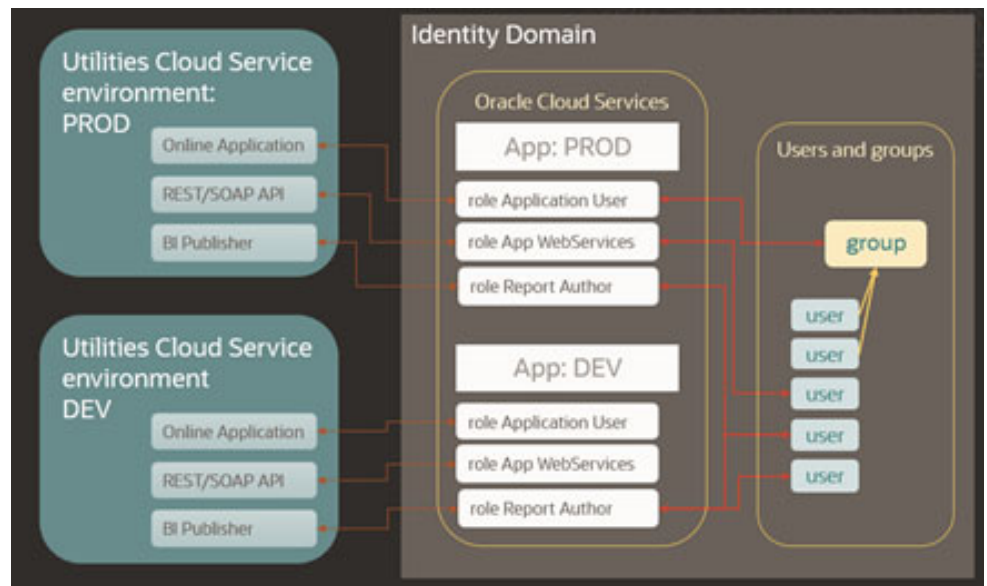 Utilities Cloud Service
environment:
PROD
Online Application
REST/SOAP API
BI Publisher
Utilities Cloud Service
environment
DEV
Online Application
REST/SOAP API
BI Publisher
Identity Domain
Oracle Cloud Services
App: PROD
role Application User
role App WebServices
role Report Author
App: DEV
role Application User
role App WebServices
role Report Author
Users and groups
group
user
user
user
user
user